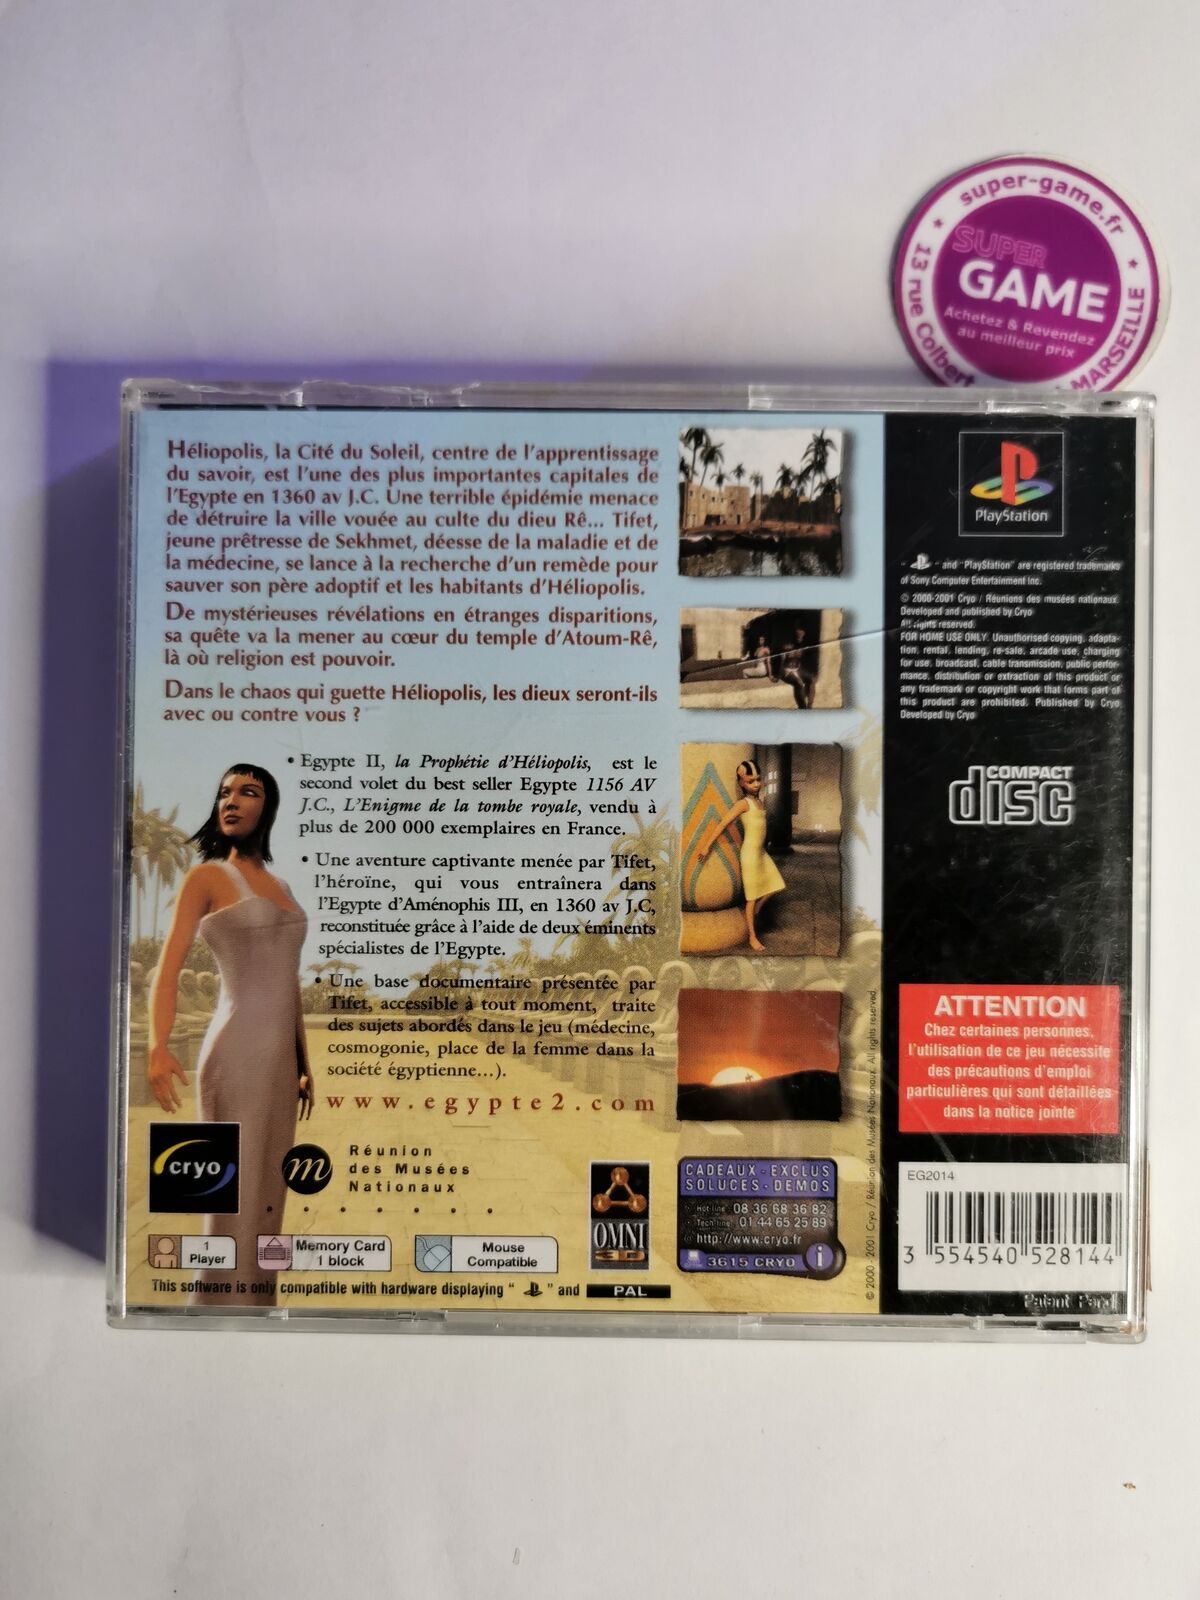 super-game.fr
SUPER
GAME
Achetez & Revendez
au meilleur prix
13 rue Colbert
MARSEILLE
Héliopolis, la Cité du Soleil, centre de l'apprentissage
du savoir, est l'une des plus importantes capitales de
l'Egypte en 1360 av J.C. Une terrible épidémie menace
de détruire la ville vouée au culte du dieu Rê... Tifet,
jeune prêtresse de Sekhmet, déesse de la maladie et de
la médecine, se lance à la recherche d'un remède pour
sauver son père adoptif et les habitants d'Héliopolis.
De mystérieuses révélations en étranges disparitions,
sa quête va la mener au cœur du temple d'Atoum-Rê,
là où religion est pouvoir.
Dans le chaos qui guette Héliopolis, les dieux seront-ils
avec ou contre vous ?
• Egypte II, la Prophétie d'Héliopolis, est le
second volet du best seller Egypte 1156 AV
J.C., L'Enigme de la tombe royale, vendu à
plus de 200 000 exemplaires en France.
• Une aventure captivante menée par Tifet,
l'héroïne, qui vous entraînera dans
l'Egypte d'Aménophis III, en 1360 av J.C,
reconstituée grâce à l'aide de deux éminents
spécialistes de l'Egypte.
• Une base documentaire présentée par
Tifet, accessible à tout moment, traite
des sujets abordés dans le jeu (médecine,
cosmogonie, place de la femme dans la
société égyptienne...).
www.egypte2.com
cryo
m
Réunion
des Musées
Nationaux
OMNI
3D
CADEAUX - EXCLUS
SOLUCES - DEMOS
Hot-line 08 36 68 36 82
Tech-line 01 44 65 25 89
@ http://www.cryo.fr
3615 CRYO
i
1
Player
Memory Card
1 block
Mouse
Compatible
This software is only compatible with hardware displaying " " and PAL
© 2000 -2001 Cryo / Réunion des Musées Nationaux. All rights reserved.
PlayStation
" " and "PlayStation" are registered trademarks
of Sony Computer Entertainment Inc.
© 2000-2001 Cryo / Réunions des musées nationaux.
Developed and published by Cryo
All rights reserved.
FOR HOME USE ONLY. Unauthorised copying, adapta-
tion, rental, lending, re-sale, arcade use, charging
for use, broadcast, cable transmission, public perfor-
mance, distribution or extraction of this product or
any trademark or copyright work that forms part of
this product are prohibited. Published by Cryo
Developed by Cryo
COMPACT
disc
ATTENTION
Chez certaines personnes,
l'utilisation de ce jeu nécessite
des précautions d'emploi
particulières qui sont détaillées
dans la notice jointe
EG2014
3 554540 528144
Patent Pend